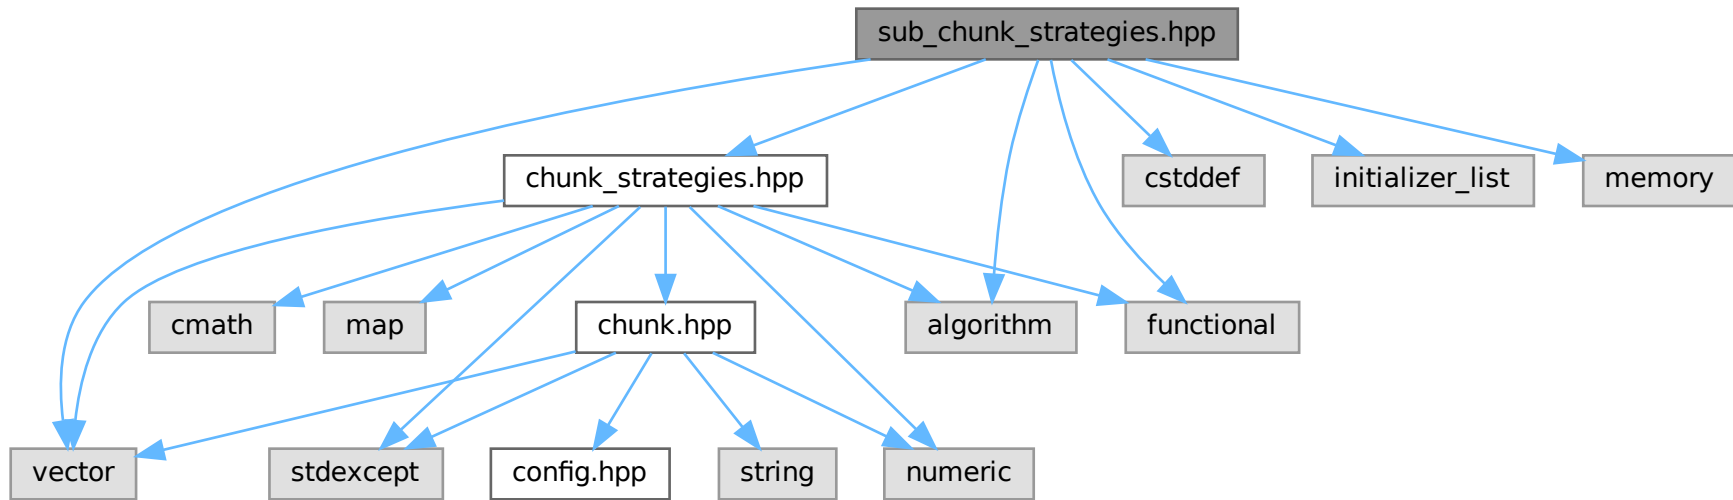 sub_chunk_strategies.hpp
chunk_strategies.hpp
cstddef
initializer_list
memory
cmath
map
chunk.hpp
algorithm
functional
vector
stdexcept
config.hpp
string
numeric